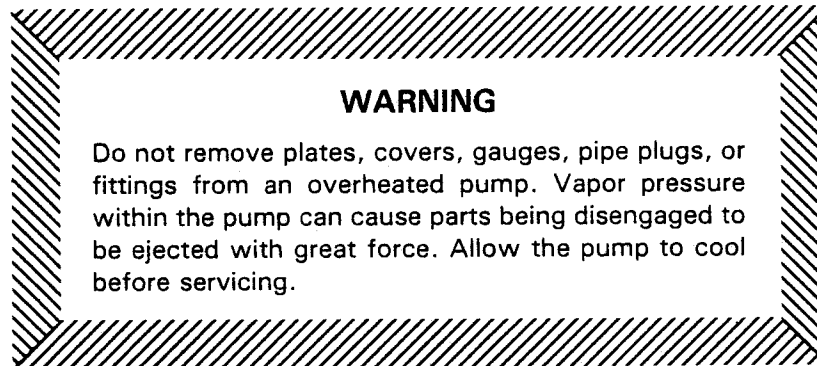 WARNING
Do not remove plates, covers, gauges, pipe plugs, or
fittings from an overheated pump. Vapor pressure
within the pump can cause parts being disengaged to
be ejected with great force. Allow the pump to cool
before servicing.